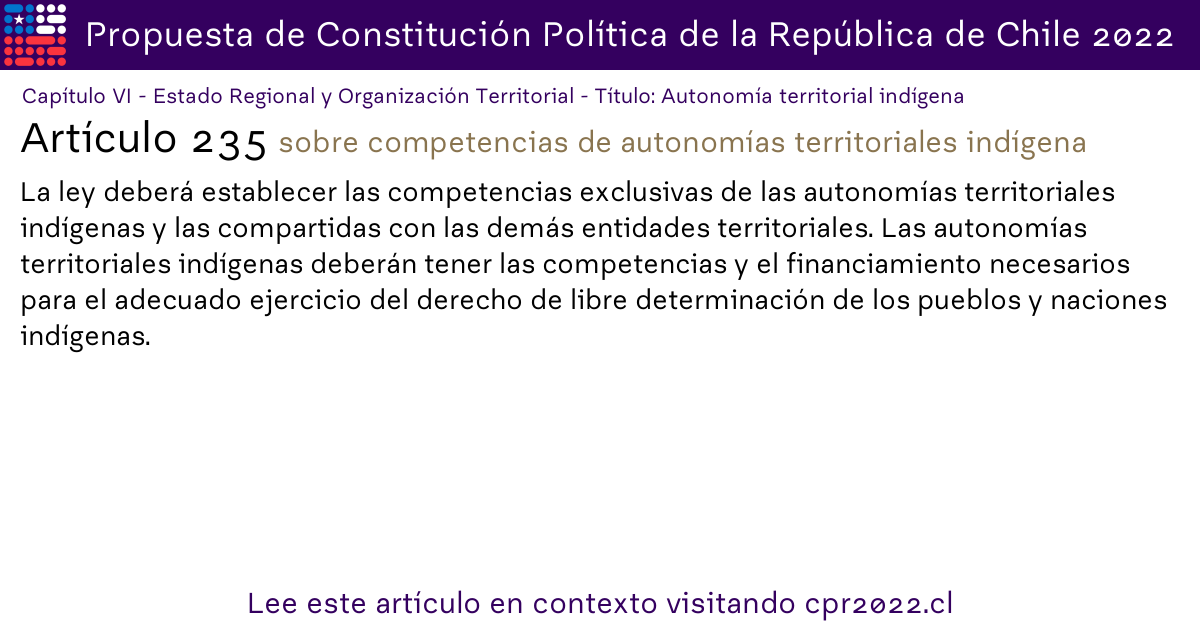 Propuesta de Constitución Política de la República de Chile 2022
Capítulo VI - Estado Regional y Organización Territorial - Título: Autonomía territorial indígena
Artículo 235 sobre competencias de autonomías territoriales indígena
La ley deberá establecer las competencias exclusivas de las autonomías territoriales
indígenas y las compartidas con las demás entidades territoriales. Las autonomías
territoriales indígenas deberán tener las competencias y el financiamiento necesarios
para el adecuado ejercicio del derecho de libre determinación de los pueblos y naciones
indígenas.
Lee este artículo en contexto visitando cpr2022.cl